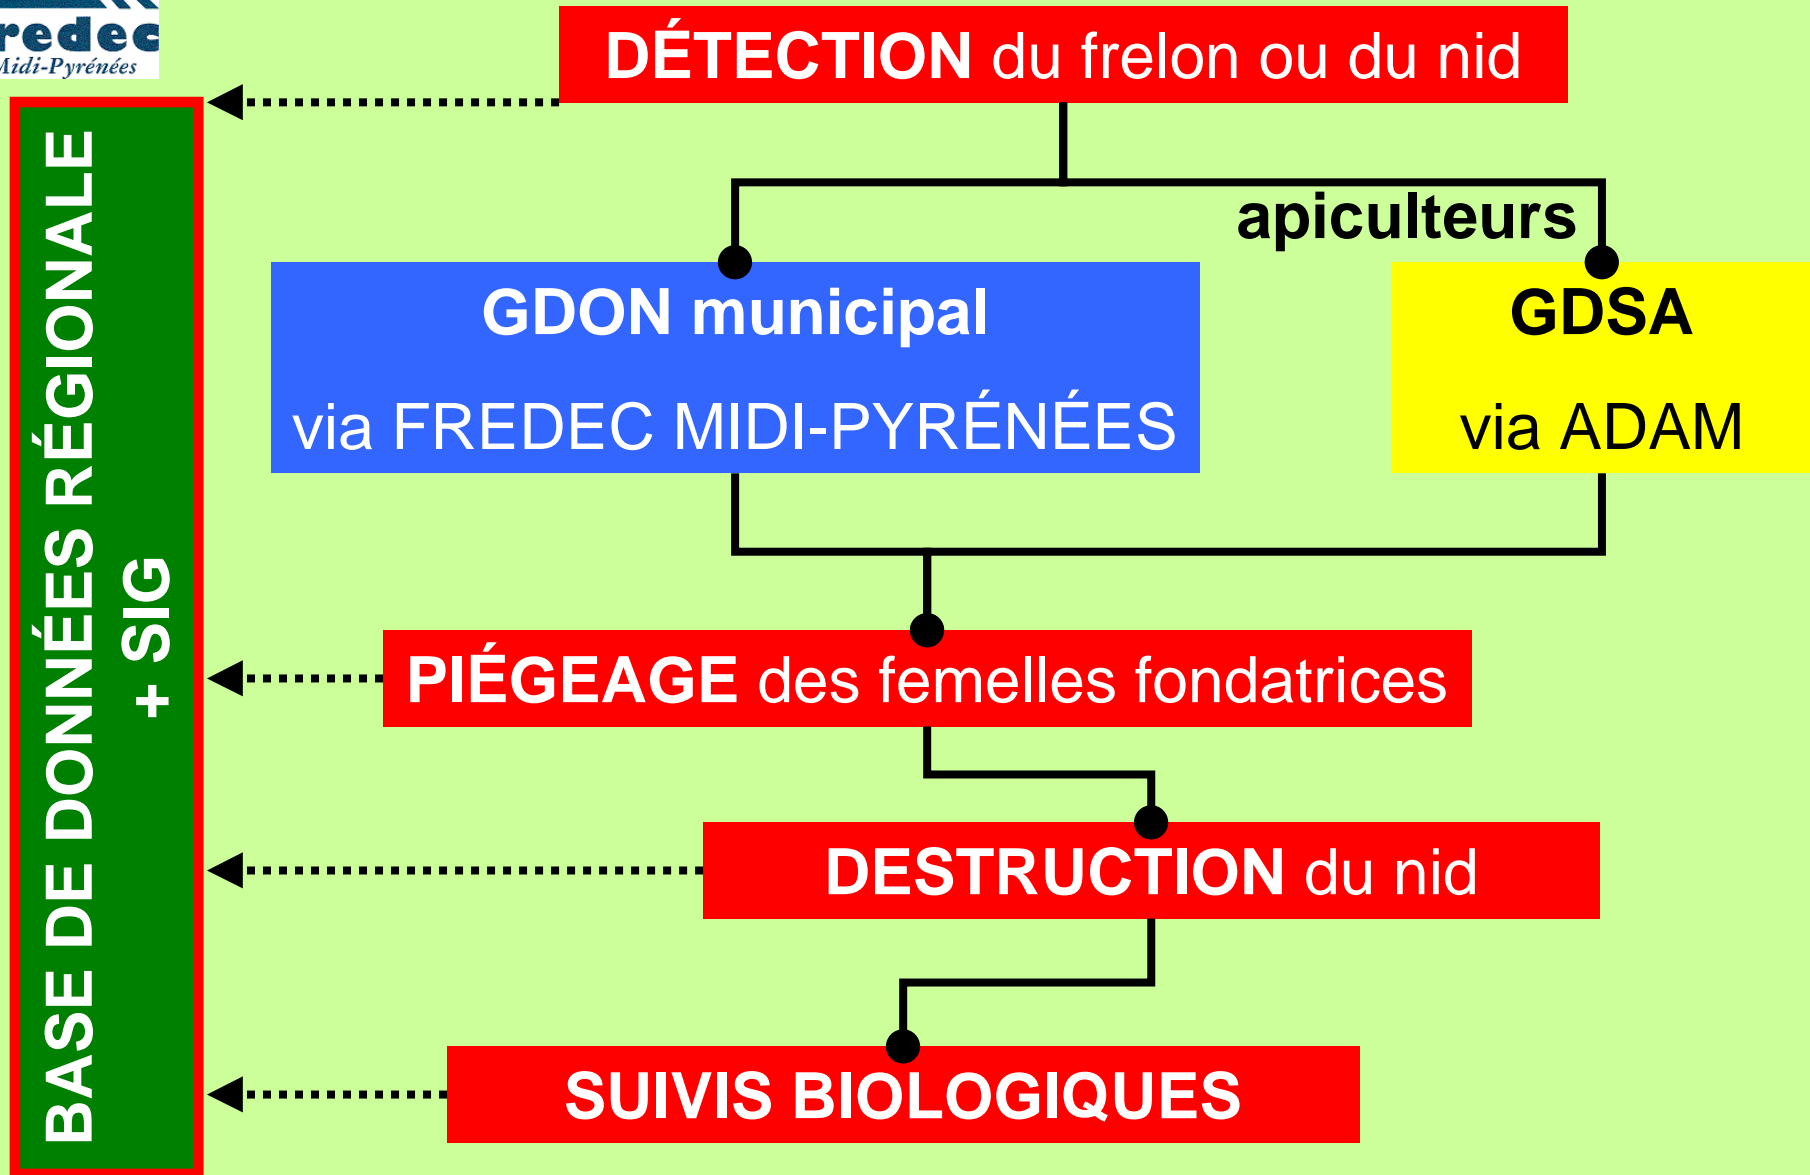 redec
Midi-Pyrénées
DÉTECTION du frelon ou du nid
apiculteurs
GDON municipal
via FREDEC MIDI-PYRÉNÉES
GDSA
via ADAM
PIÉGEAGE des femelles fondatrices
DESTRUCTION du nid
SUIVIS BIOLOGIQUES
BASE DE DONNÉES RÉGIONALE
+ SIG